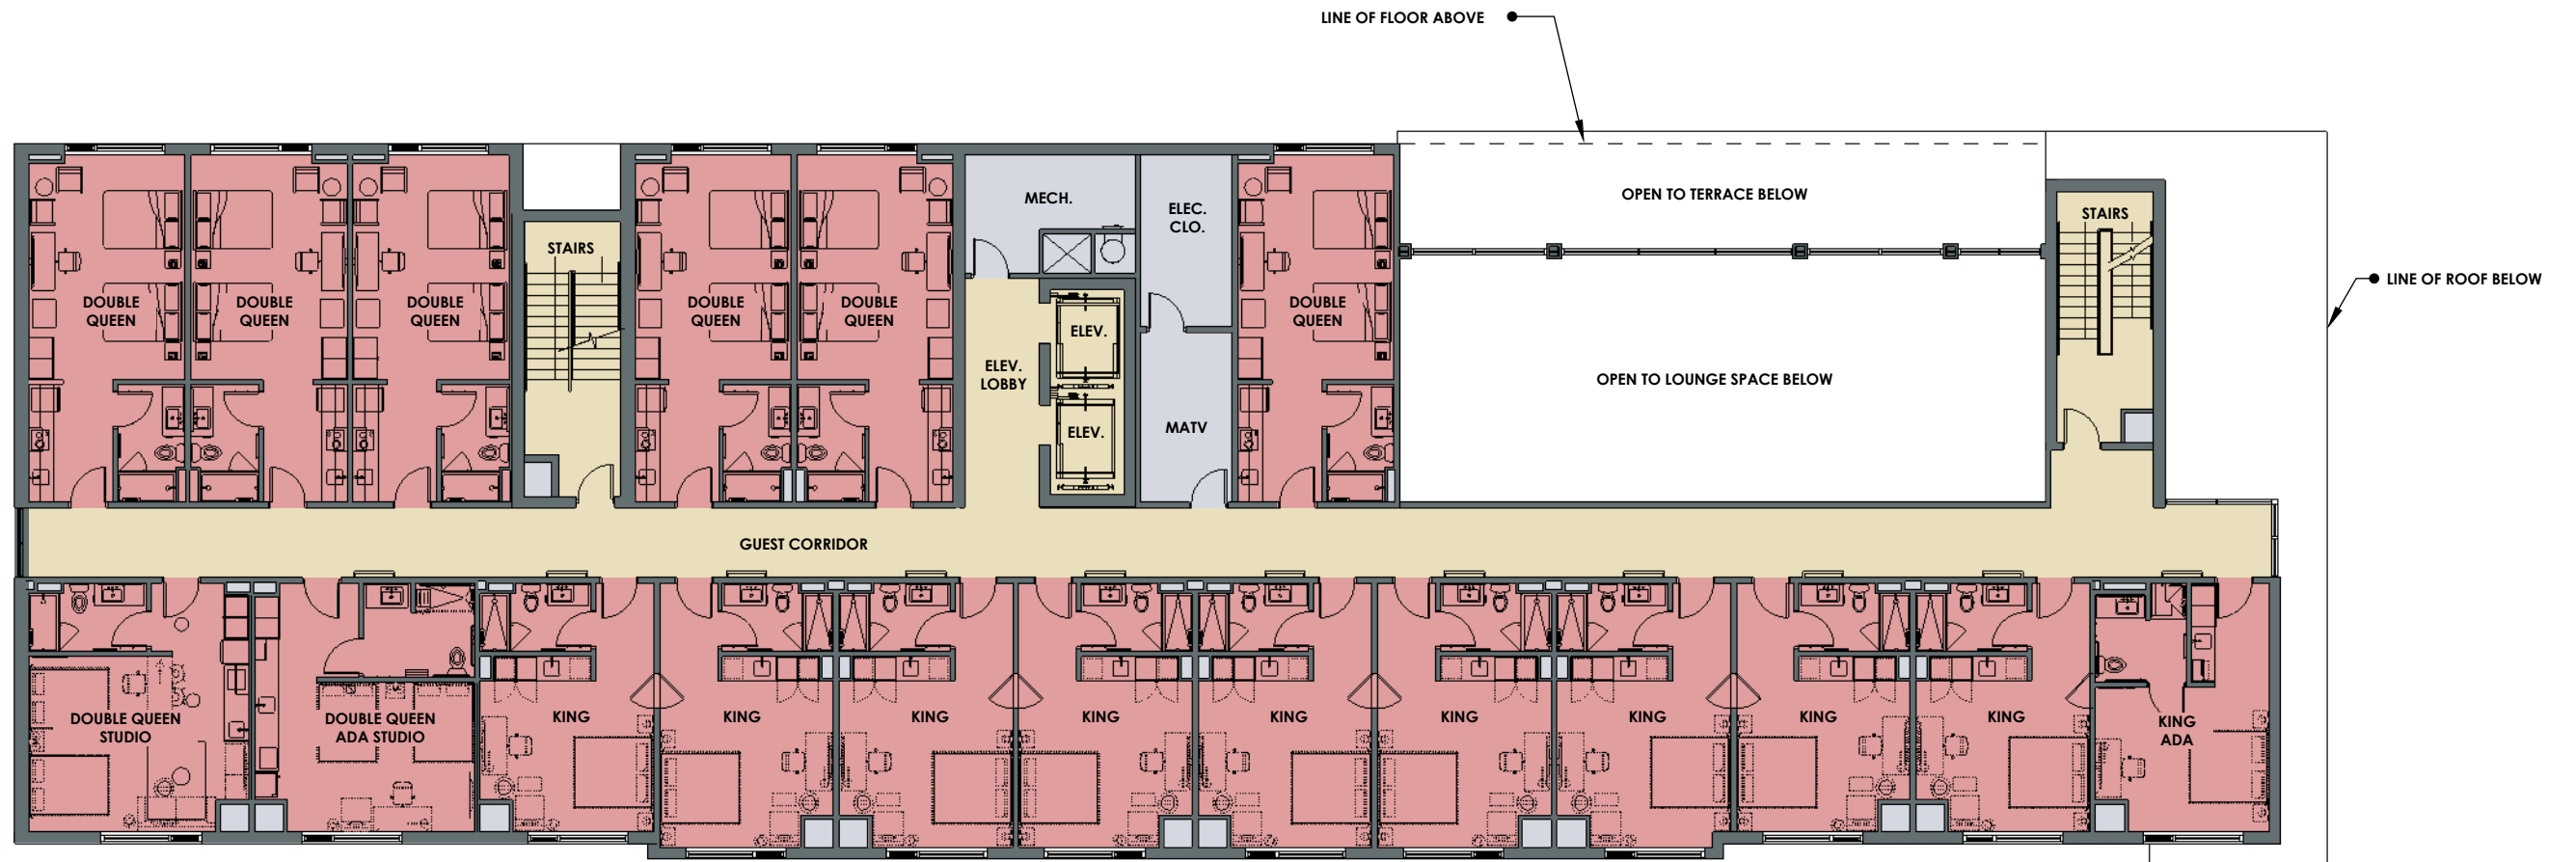 LINE OF FLOOR ABOVE
OPEN TO TERRACE BELOW
MECH.
ELEC.
CLO.
STAIRS
STAIRS
LINE OF ROOF BELOW
DOUBLE
QUEEN
DOUBLE
QUEEN
DOUBLE
QUEEN
DOUBLE
QUEEN
DOUBLE
QUEEN
DOUBLE
QUEEN
ELEV.
ELEV.
LOBBY
OPEN TO LOUNGE SPACE BELOW
ELEV.
MATV
GUEST CORRIDOR
DOUBLE QUEEN
STUDIO
DOUBLE QUEEN
ADA STUDIO
KING
KING
KING
KING
KING
KING
KING
KING
KING
KING
ADA